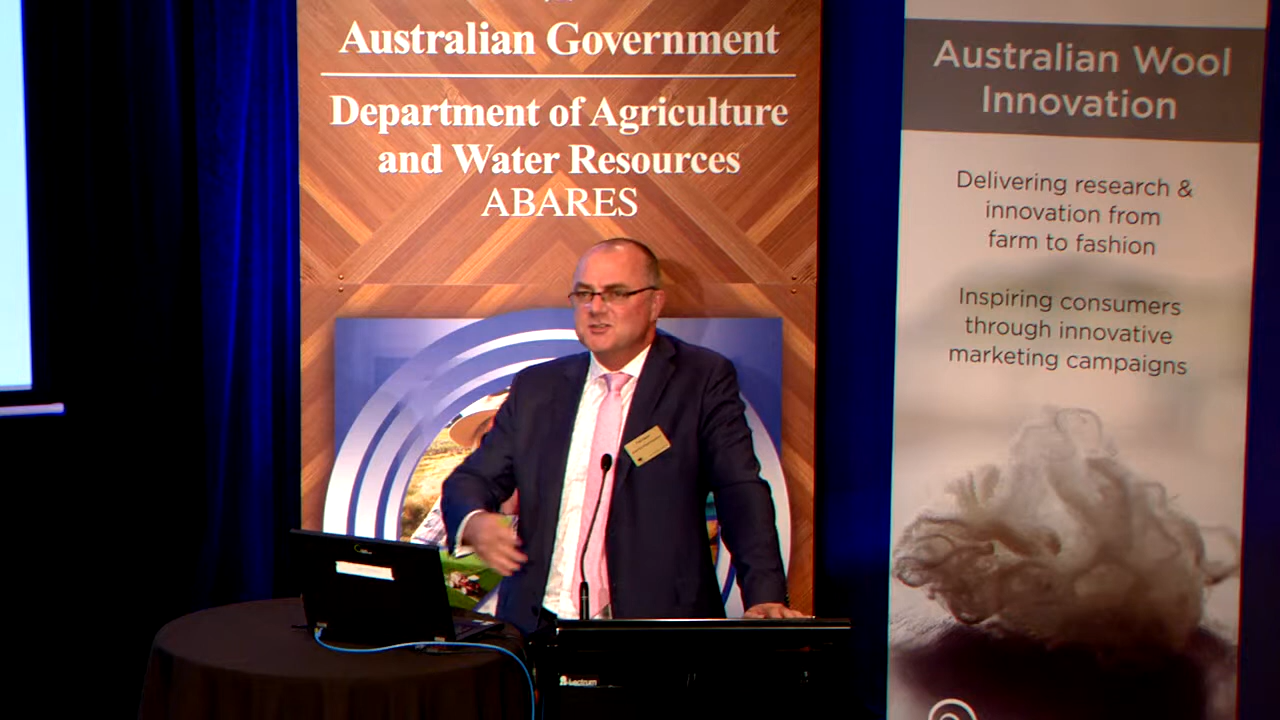 Australian Government
Department of Agriculture
and Water Resources
ABARES
Australian Wool
Innovation
Delivering research &
innovation from
farm to fashion
Inspiring consumers
through innovative
marketing campaigns
Lectrum